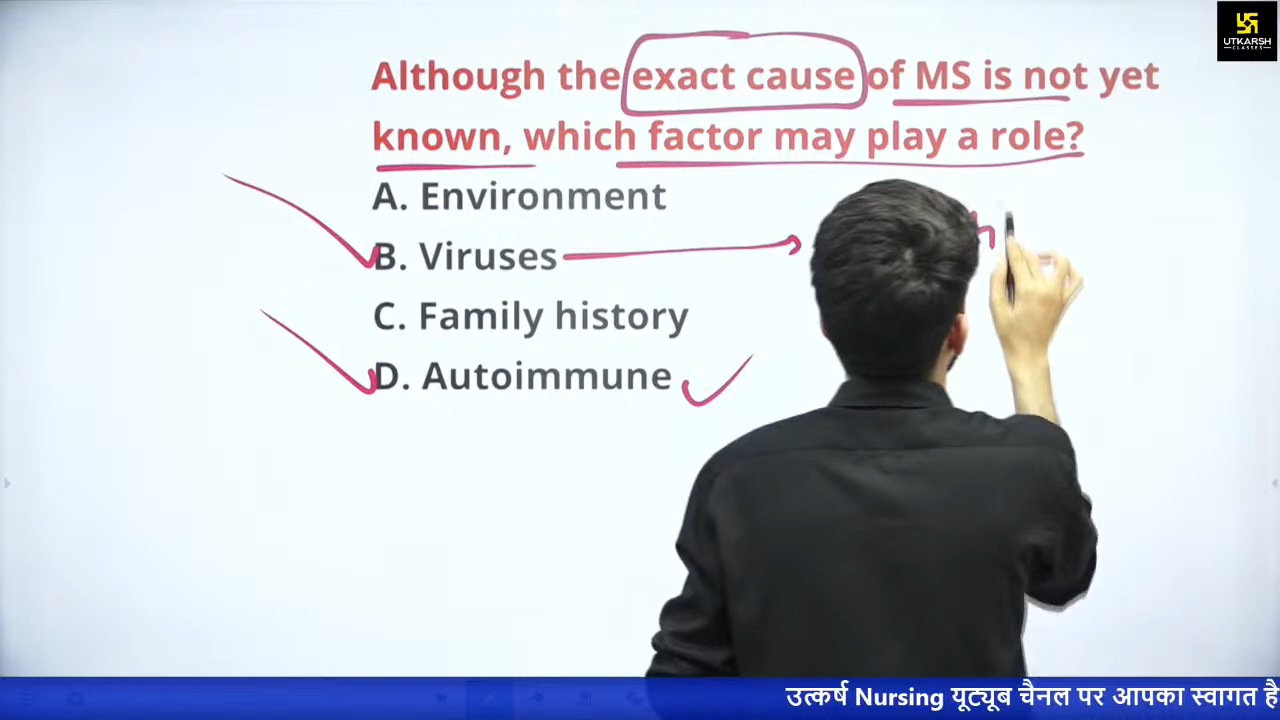 UTKARSH
CLASSES
Although the exact cause of MS is not yet
known, which factor may play a role?
A. Environment
B. Viruses
C. Family history
D. Autoimmune
उत्कर्ष Nursing यूट्यूब चैनल पर आपका स्वागत है